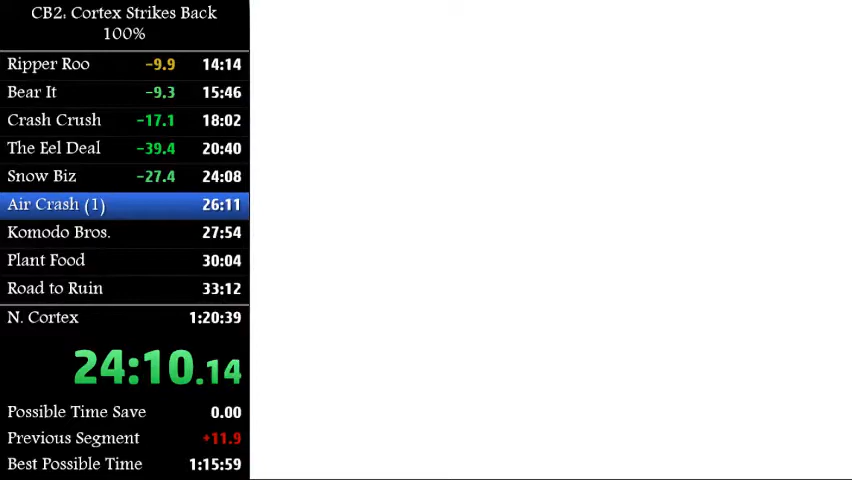 CB2: Cortex Strikes Back
100%
Ripper Roo -9.9 14:14
Bear It -9.3 15:46
Crash Crush -17.1 18:02
The Eel Deal -39.4 20:40
Snow Biz -27.4 24:08
Air Crash (1) 26:11
Komodo Bros. 27:54
Plant Food 30:04
Road to Ruin 33:12
N. Cortex 1:20:39
24:10.14
Possible Time Save 0.00
Previous Segment +11.9
Best Possible Time 1:15:59